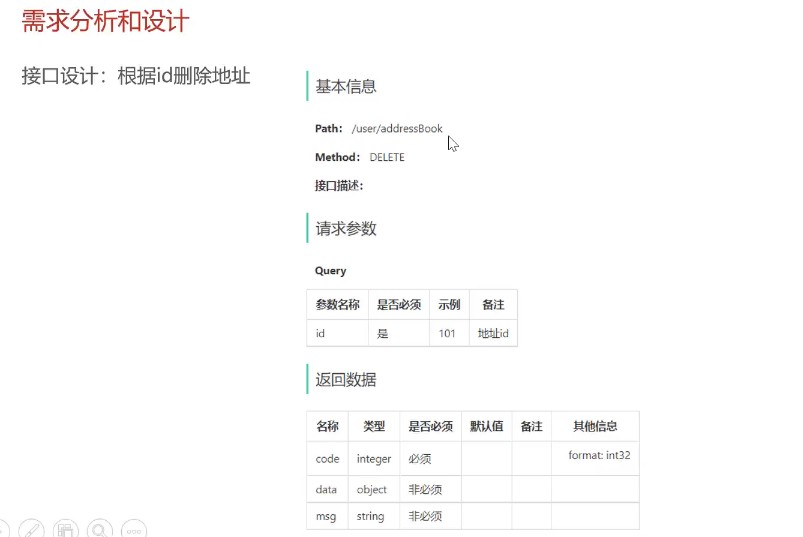 需求分析和设计
接口设计：根据id删除地址
基本信息
Path： /user/addressBook
Method： DELETE
接口描述：
请求参数
Query
参数名称 是否必须 示例 备注
id 是 101 地址id
返回数据
名称 类型 是否必须 默认值 备注 其他信息
code integer 必须 format: int32
data object 非必须
msg string 非必须